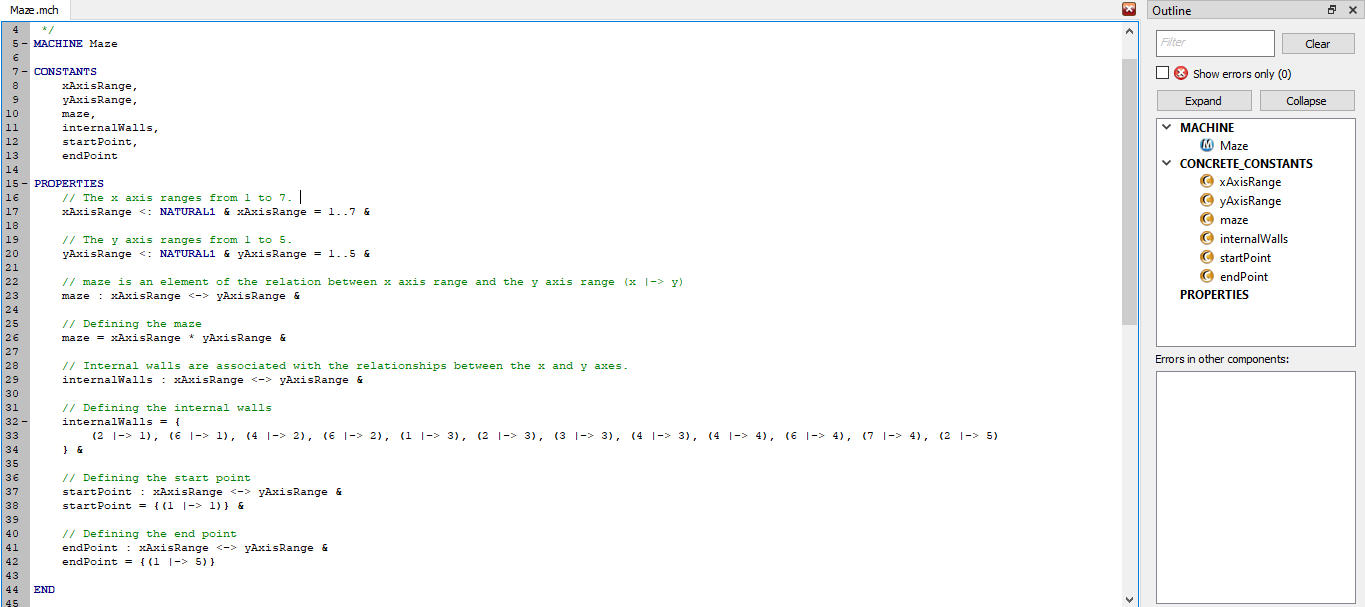 Maze.mch
Outline
4 */
5 MACHINE Maze
6
7 CONSTANTS
8 xAxisRange,
9 yAxisRange,
10 maze,
11 internalWalls,
12 startPoint,
13 endPoint
14
15 PROPERTIES
16 // The x axis ranges from 1 to 7.
17 xAxisRange <: NATURAL1 & xAxisRange = 1..7 &
18
19 // The y axis ranges from 1 to 5.
20 yAxisRange <: NATURAL1 & yAxisRange = 1..5 &
21
22 // maze is an element of the relation between x axis range and the y axis range (x |-> y)
23 maze : xAxisRange <-> yAxisRange &
24
25 // Defining the maze
26 maze = xAxisRange * yAxisRange &
27
28 // Internal walls are associated with the relationships between the x and y axes.
29 internalWalls : xAxisRange <-> yAxisRange &
30
31 // Defining the internal walls
32 internalWalls = {
33 (2 |-> 1), (6 |-> 1), (4 |-> 2), (6 |-> 2), (1 |-> 3), (2 |-> 3), (3 |-> 3), (4 |-> 3), (4 |-> 4), (6 |-> 4), (7 |-> 4), (2 |-> 5)
34 } &
35
36 // Defining the start point
37 startPoint : xAxisRange <-> yAxisRange &
38 startPoint = {(1 |-> 1)} &
39
40 // Defining the end point
41 endPoint : xAxisRange <-> yAxisRange &
42 endPoint = {(1 |-> 5)}
43
44 END
45
Filter
Clear
Show errors only (0)
Expand
Collapse
MACHINE
M Maze
CONCRETE_CONSTANTS
C xAxisRange
C yAxisRange
C maze
C internalWalls
C startPoint
C endPoint
PROPERTIES
Errors in other components: